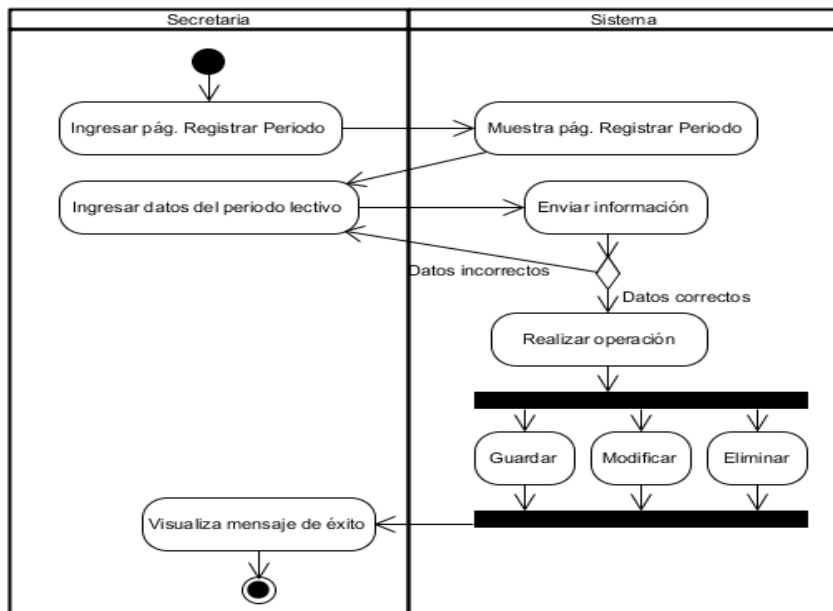 Secretaria
Sistema
Ingresar pág. Registrar Periodo
Muestra pág. Registrar Periodo
Ingresar datos del periodo lectivo
Enviar información
Datos incorrectos
Datos correctos
Realizar operación
Guardar
Modificar
Eliminar
Visualiza mensaje de éxito